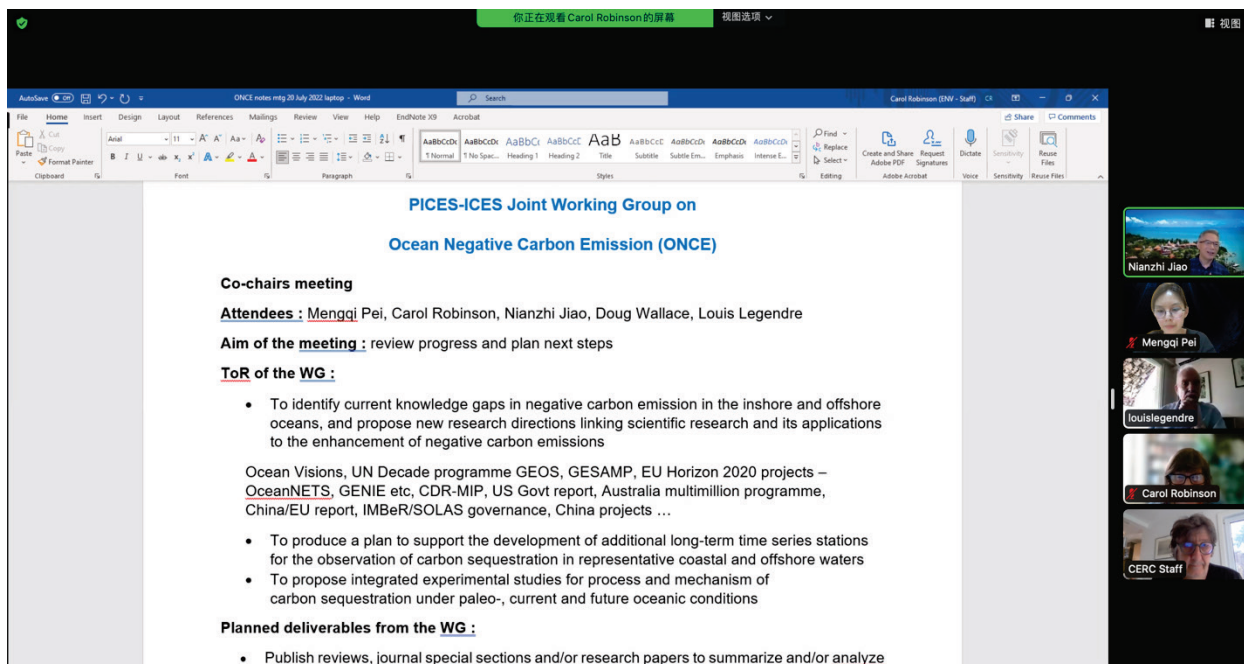 你正在观看Carol Robinson的屏幕
视图选项
视图
AutoSave On
ONCE notes mtg 20 July 2022 laptop - Word
Search
Carol Robinson (ENV - Staff)
CR
File Home Insert Design Layout References Mailings Review View Help EndNote X9 Acrobat
Share
Comments
Paste
Cut
Copy
Format Painter
Arial
11
AaBbCcDc AaBbCcDc AaBbCc AaBbCcC AaB AaBbCcC AaBbCcDc AaBbCcDc AaBbCcDc
¶ Normal ¶ No Spac... Heading 1 Heading 2 Title Subtitle Subtle Em... Emphasis Intense E...
Find
Replace
Select
Create and Share Adobe PDF
Request Signatures
Dictate
Sensitivity
Reuse Files
Clipboard Font Paragraph Styles Editing Adobe Acrobat Voice Sensitivity Reuse Files
PICES-ICES Joint Working Group on
Ocean Negative Carbon Emission (ONCE)
Co-chairs meeting
Attendees : Mengqi Pei, Carol Robinson, Nianzhi Jiao, Doug Wallace, Louis Legendre
Aim of the meeting : review progress and plan next steps
ToR of the WG :
• To identify current knowledge gaps in negative carbon emission in the inshore and offshore
oceans, and propose new research directions linking scientific research and its applications
to the enhancement of negative carbon emissions
Ocean Visions, UN Decade programme GEOS, GESAMP, EU Horizon 2020 projects –
OceanNETS, GENIE etc, CDR-MIP, US Govt report, Australia multimillion programme,
China/EU report, IMBeR/SOLAS governance, China projects …
• To produce a plan to support the development of additional long-term time series stations
for the observation of carbon sequestration in representative coastal and offshore waters
• To propose integrated experimental studies for process and mechanism of
carbon sequestration under paleo-, current and future oceanic conditions
Planned deliverables from the WG :
• Publish reviews, journal special sections and/or research papers to summarize and/or analyze
Nianzhi Jiao
Mengqi Pei
louislegendre
Carol Robinson
CERC Staff